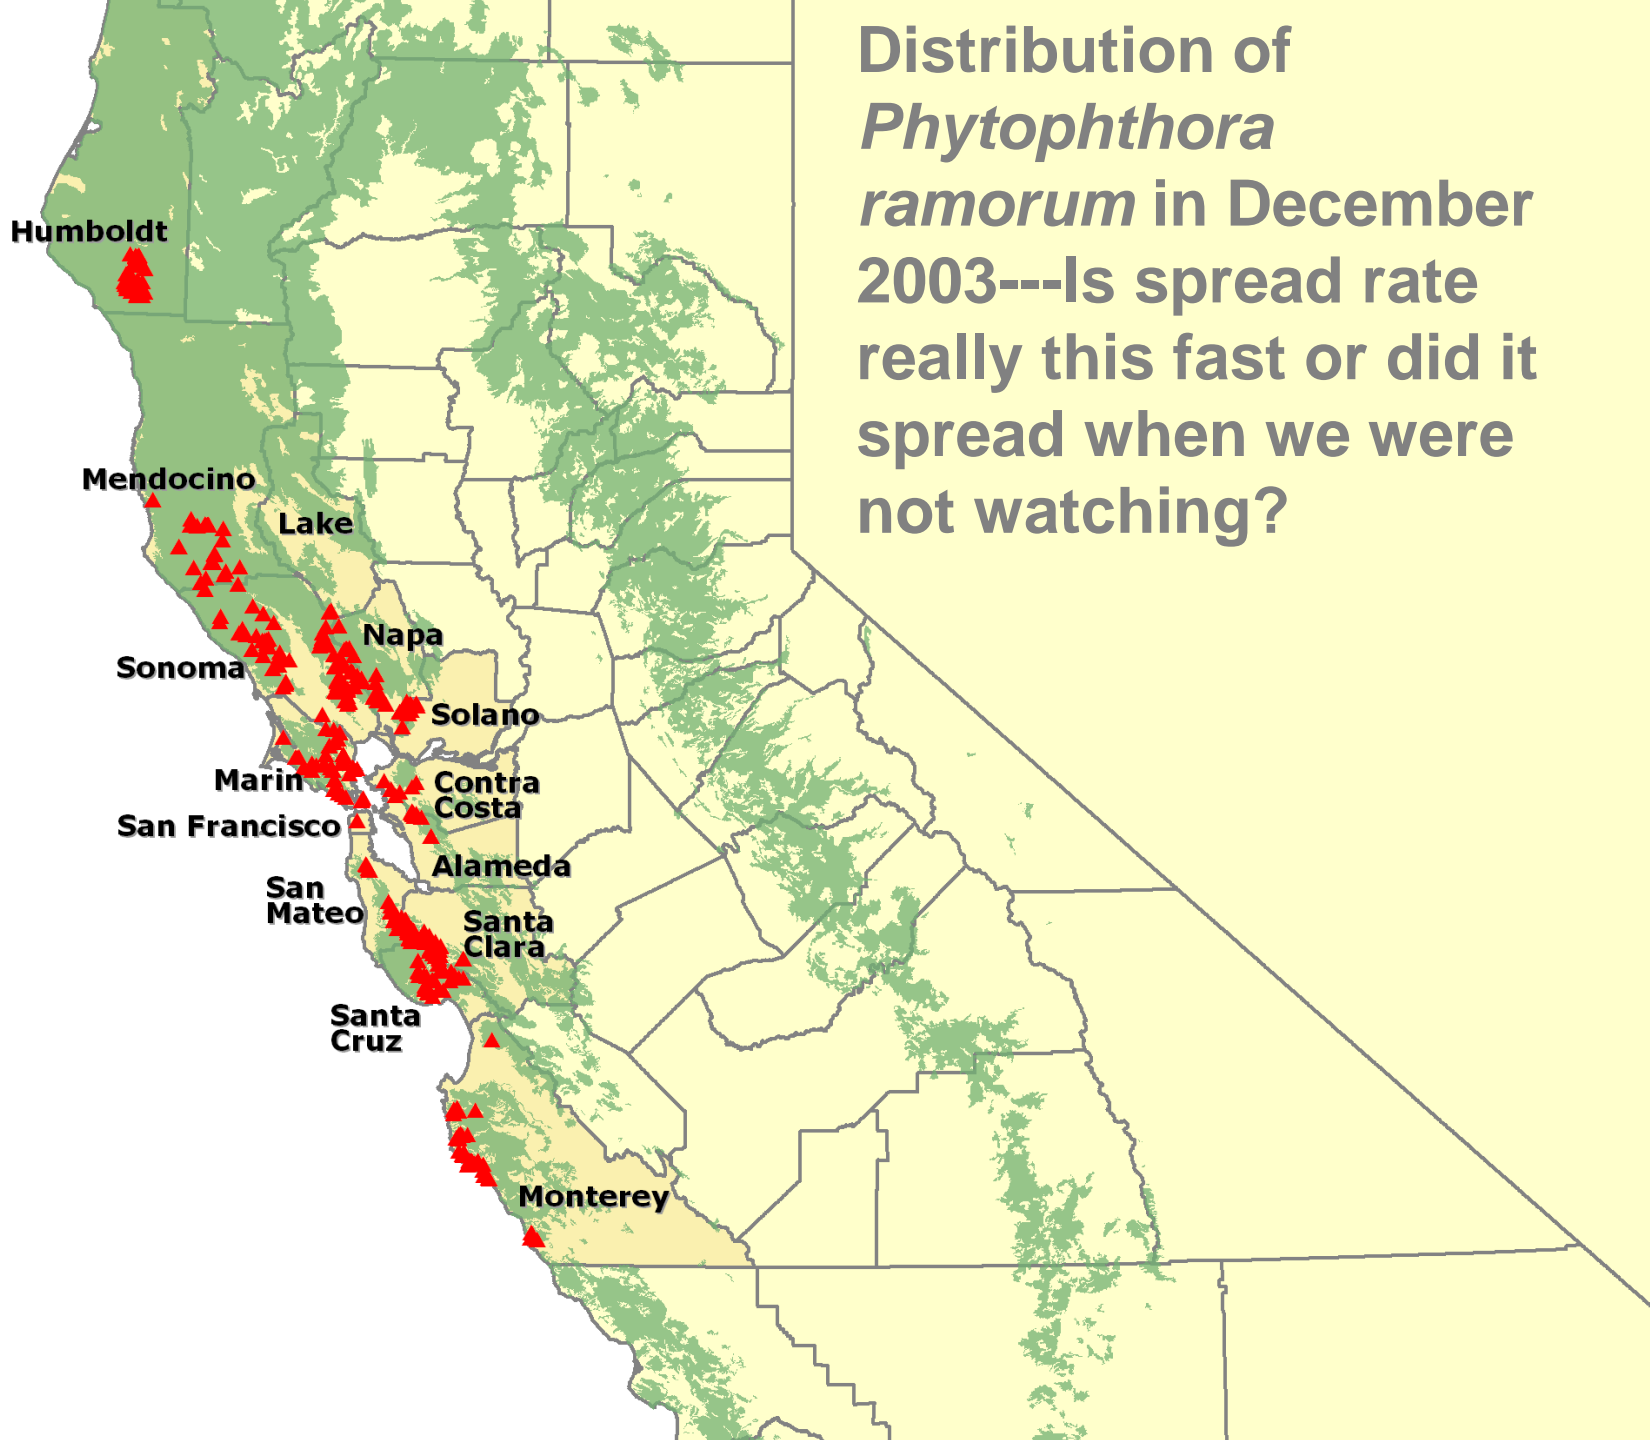 Distribution of
Phytophthora
ramorum in December
2003---Is spread rate
really this fast or did it
spread when we were
not watching?
Humboldt
Mendocino
Lake
Napa
Sonoma
Solano
Marin
Contra
Costa
San Francisco
Alameda
San
Mateo
Santa
Clara
Santa
Cruz
Monterey